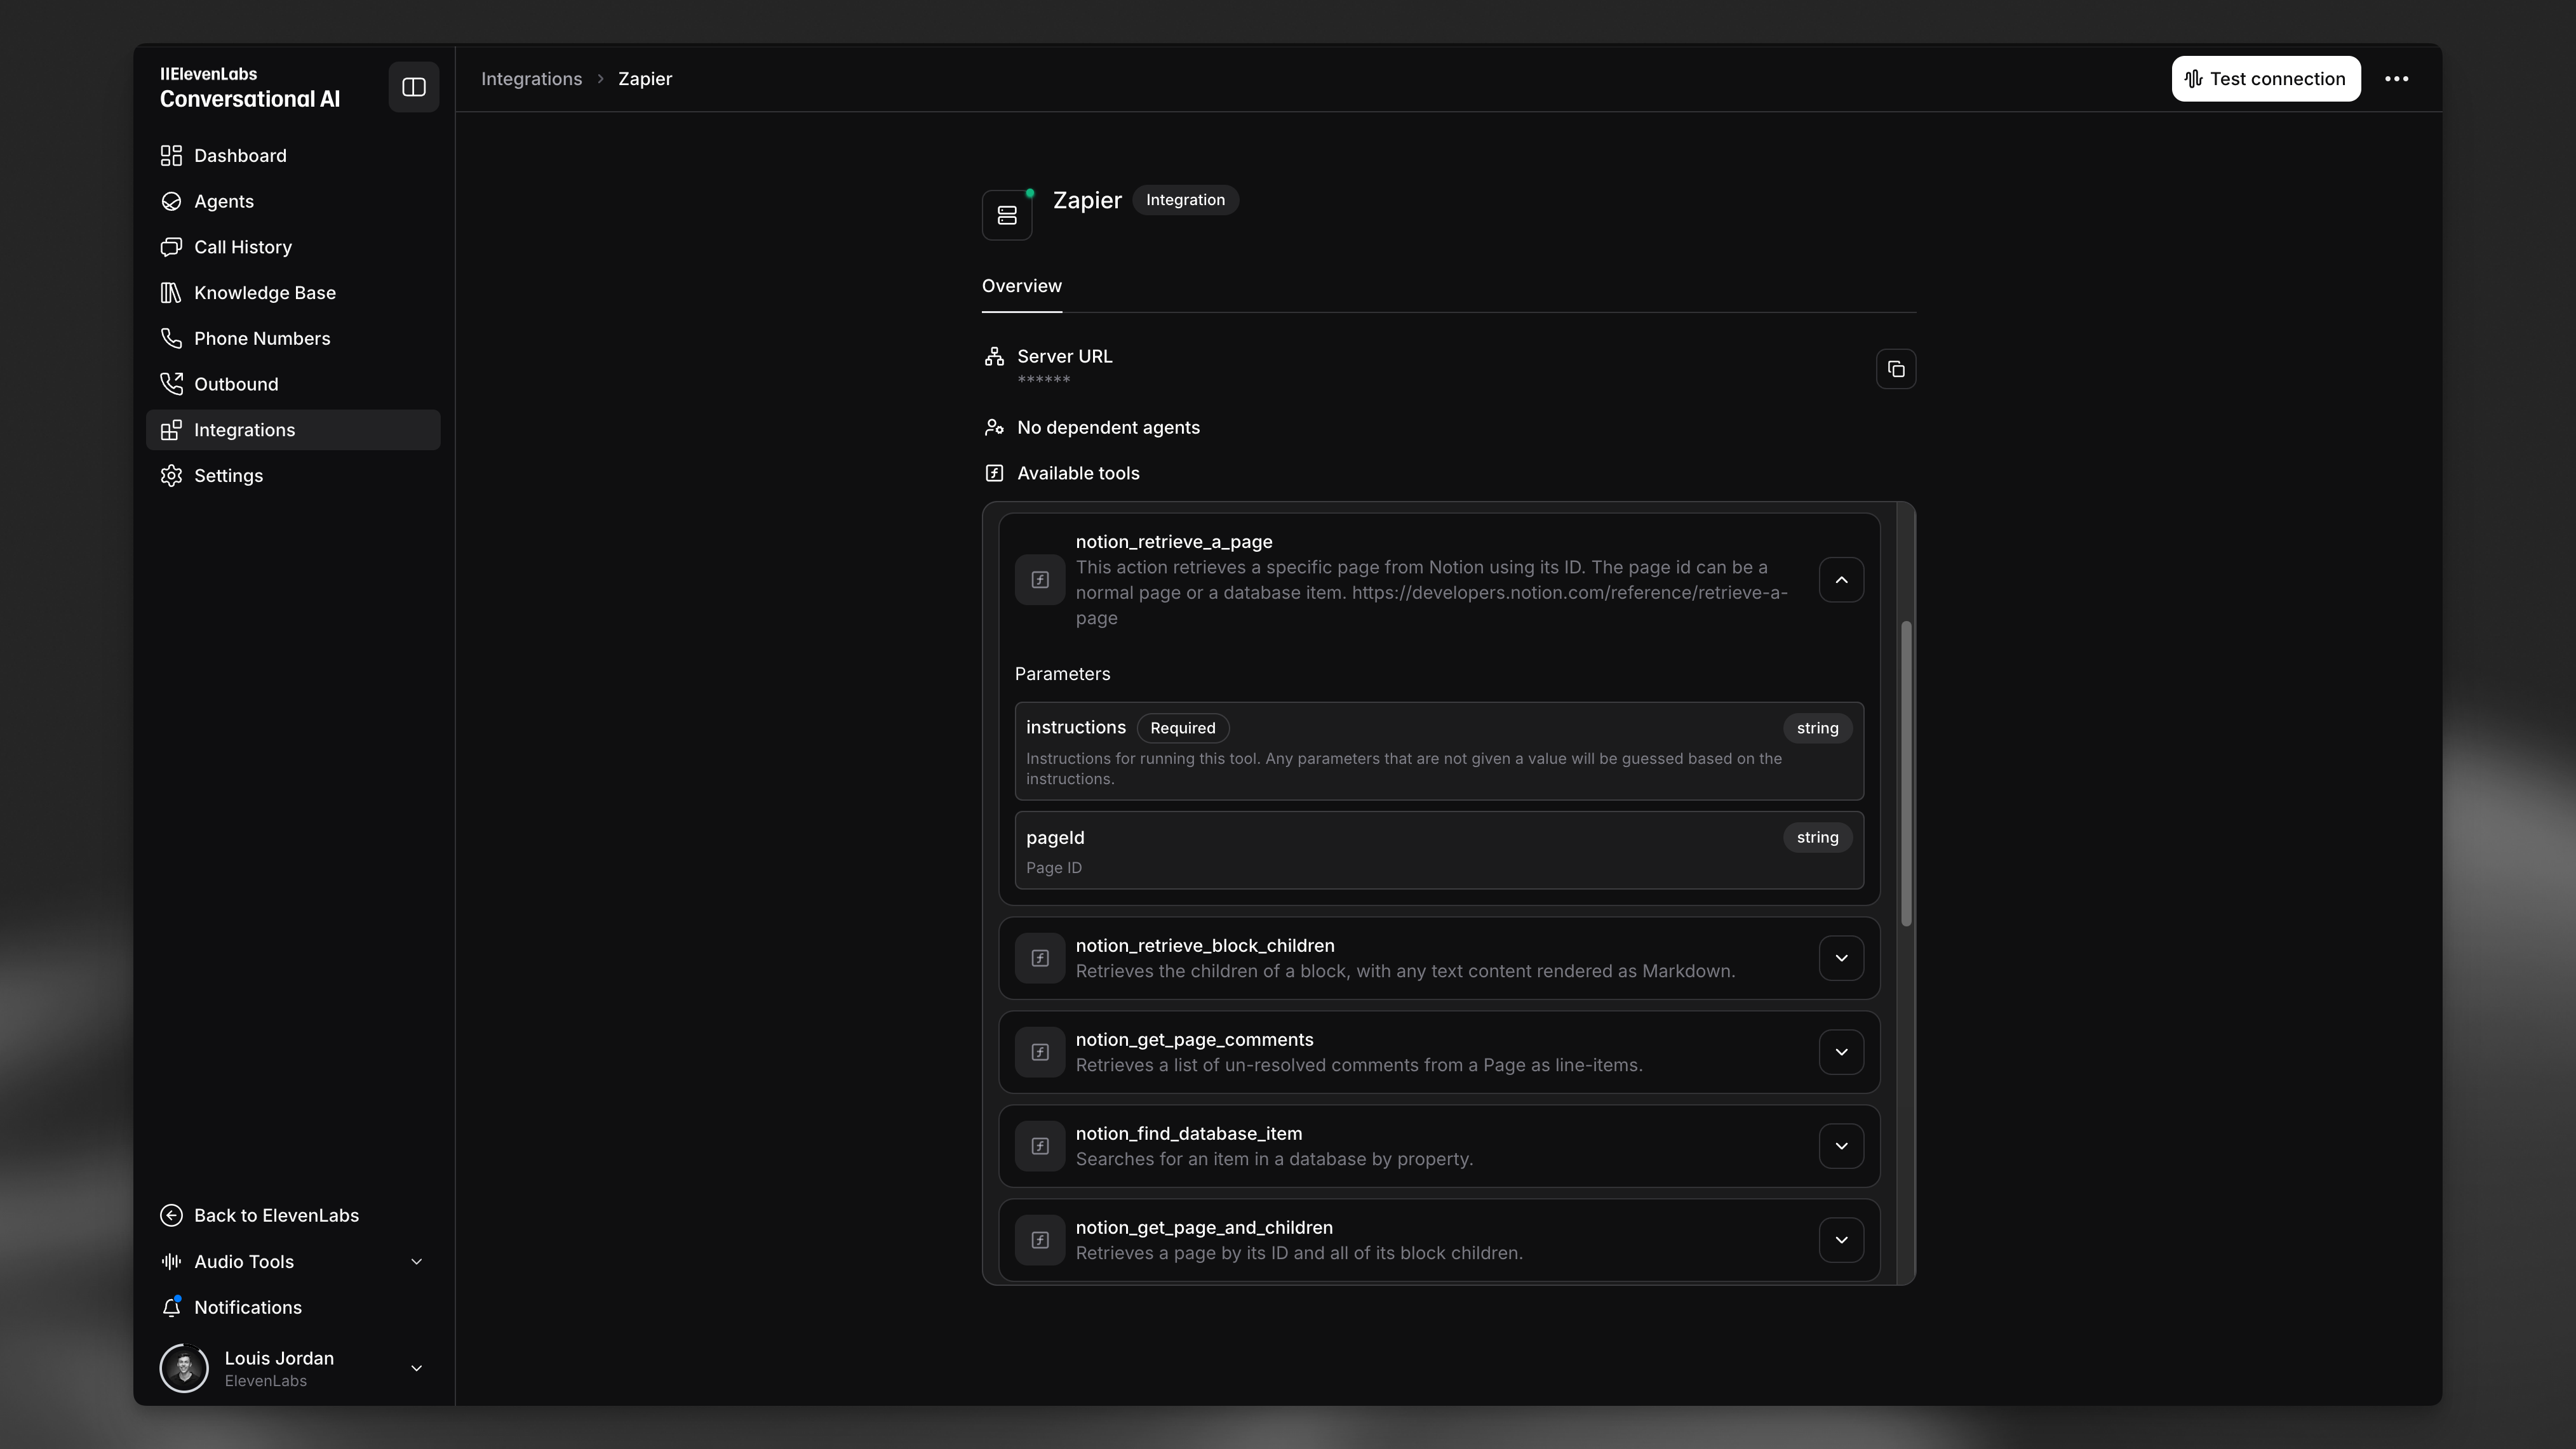 IIElevenLabs
Conversational AI
Dashboard
Agents
Call History
Knowledge Base
Phone Numbers
Outbound
Integrations
Settings
Back to ElevenLabs
Audio Tools
Notifications
Louis Jordan
ElevenLabs
Integrations > Zapier
Test connection
Zapier Integration
Overview
Server URL
******
No dependent agents
Available tools
notion_retrieve_a_page
This action retrieves a specific page from Notion using its ID. The page id can be a
normal page or a database item. https://developers.notion.com/reference/retrieve-a-
page
Parameters
instructions Required string
Instructions for running this tool. Any parameters that are not given a value will be guessed based on the
instructions.
pageId string
Page ID
notion_retrieve_block_children
Retrieves the children of a block, with any text content rendered as Markdown.
notion_get_page_comments
Retrieves a list of un-resolved comments from a Page as line-items.
notion_find_database_item
Searches for an item in a database by property.
notion_get_page_and_children
Retrieves a page by its ID and all of its block children.